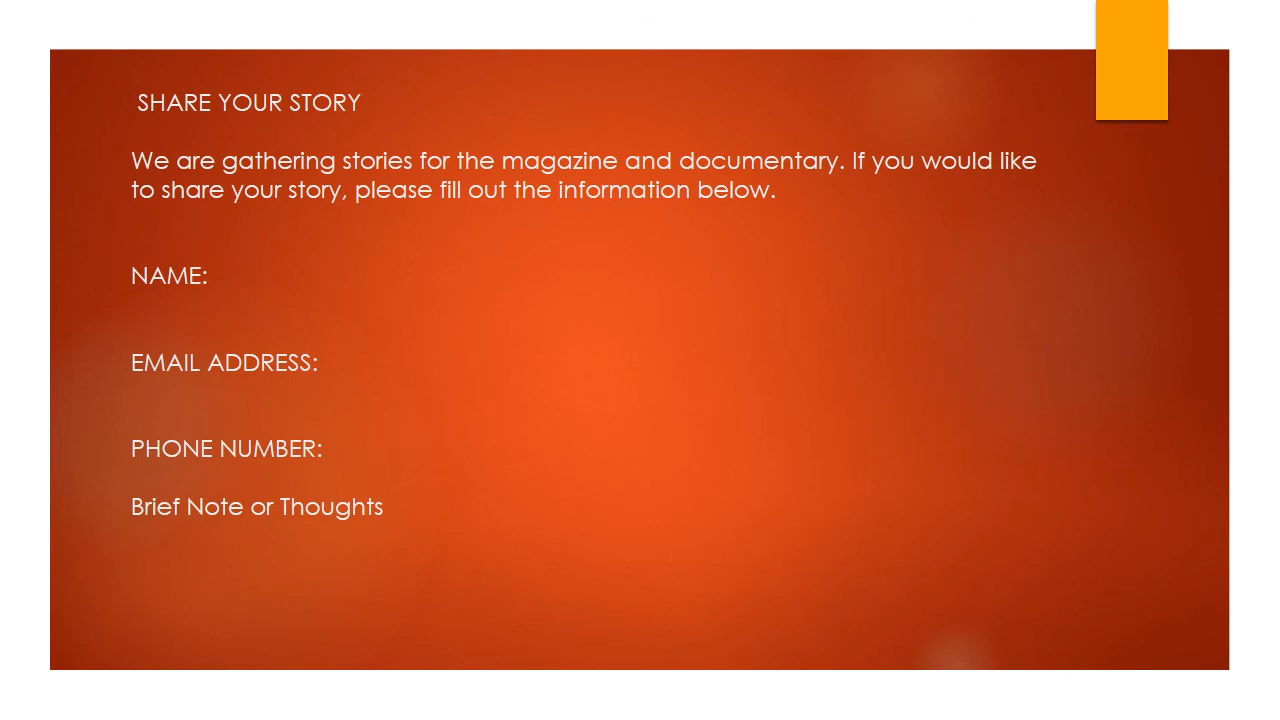 SHARE YOUR STORY
We are gathering stories for the magazine and documentary. If you would like
to share your story, please fill out the information below.
NAME:
EMAIL ADDRESS:
PHONE NUMBER:
Brief Note or Thoughts